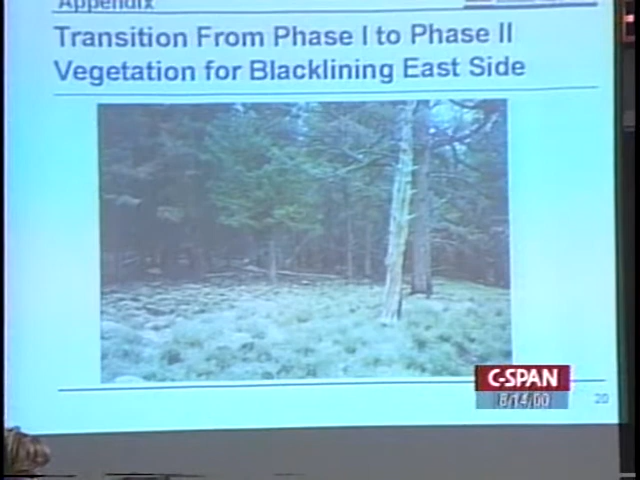 Appendix
Transition From Phase I to Phase II
Vegetation for Blacklining East Side
C-SPAN
8/14/00
20